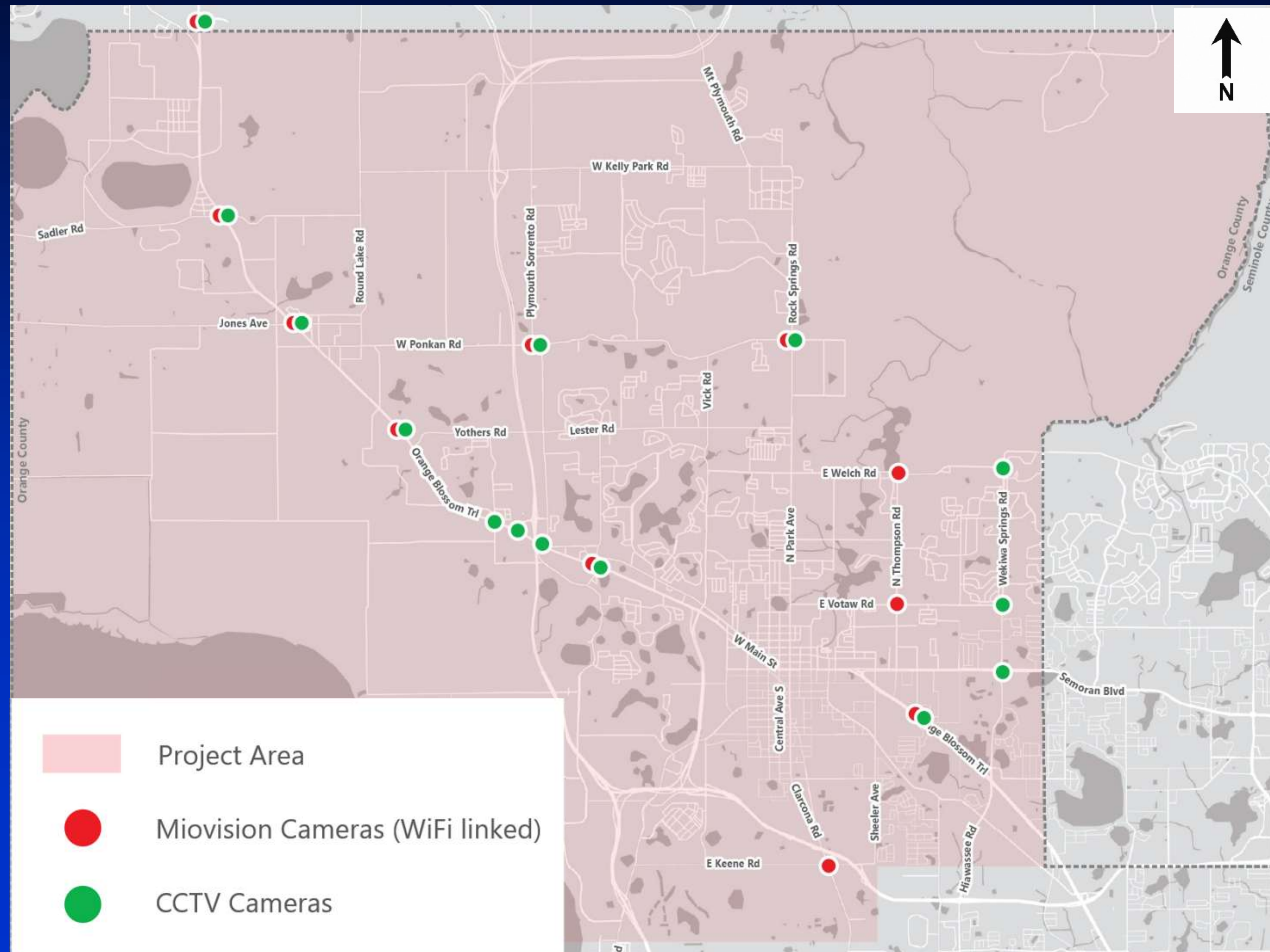 N
Mt Plymouth Rd
W Kelly Park Rd
Sadler Rd
Round Lake Rd
Plymouth Sorrento Rd
Rock Springs Rd
Orange County
Seminole County
Jones Ave
W Ponkan Rd
Vick Rd
Yothers Rd
Lester Rd
Orange County
Orange Blossom Trl
E Welch Rd
N Park Ave
N Thompson Rd
Wekiwa Springs Rd
E Votaw Rd
W Main St
Semoran Blvd
Central Ave S
ge Blossom Trl
Clarcona Rd
Sheeler Ave
Hiawassee Rd
E Keene Rd
Project Area
Miovision Cameras (WiFi linked)
CCTV Cameras